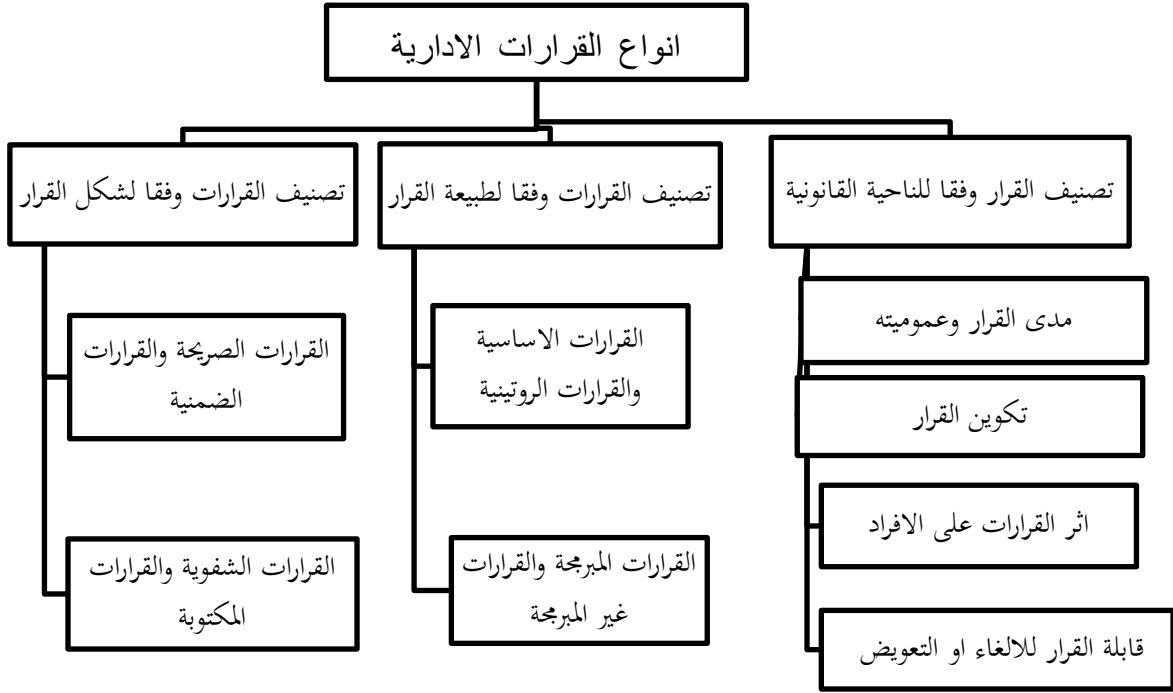 انواع القرارات الادارية
تصنيف القرار وفقا للناحية القانونية
مدى القرار وعموميته
تكوين القرار
اثر القرارات على الافراد
قابلة القرار للالغاء او التعويض
تصنيف القرارات وفقا لطبيعة القرار
القرارات الاساسية
والقرارات الروتينية
القرارات المبرمجة والقرارات
غير المبرمجة
تصنيف القرارات وفقا لشكل القرار
القرارات الصريحة والقرارات
الضمنية
القرارات الشفوية والقرارات
المكتوبة